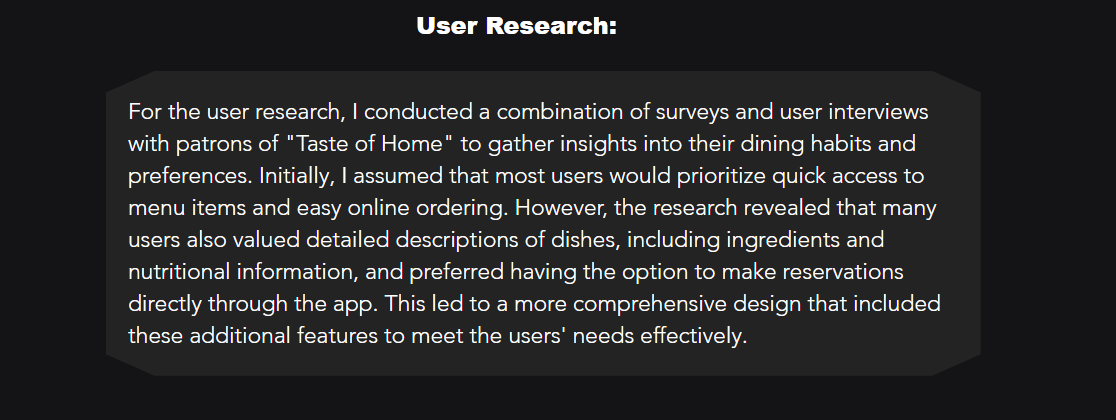 User Research:
For the user research, I conducted a combination of surveys and user interviews
with patrons of "Taste of Home" to gather insights into their dining habits and
preferences. Initially, I assumed that most users would prioritize quick access to
menu items and easy online ordering. However, the research revealed that many
users also valued detailed descriptions of dishes, including ingredients and
nutritional information, and preferred having the option to make reservations
directly through the app. This led to a more comprehensive design that included
these additional features to meet the users' needs effectively.